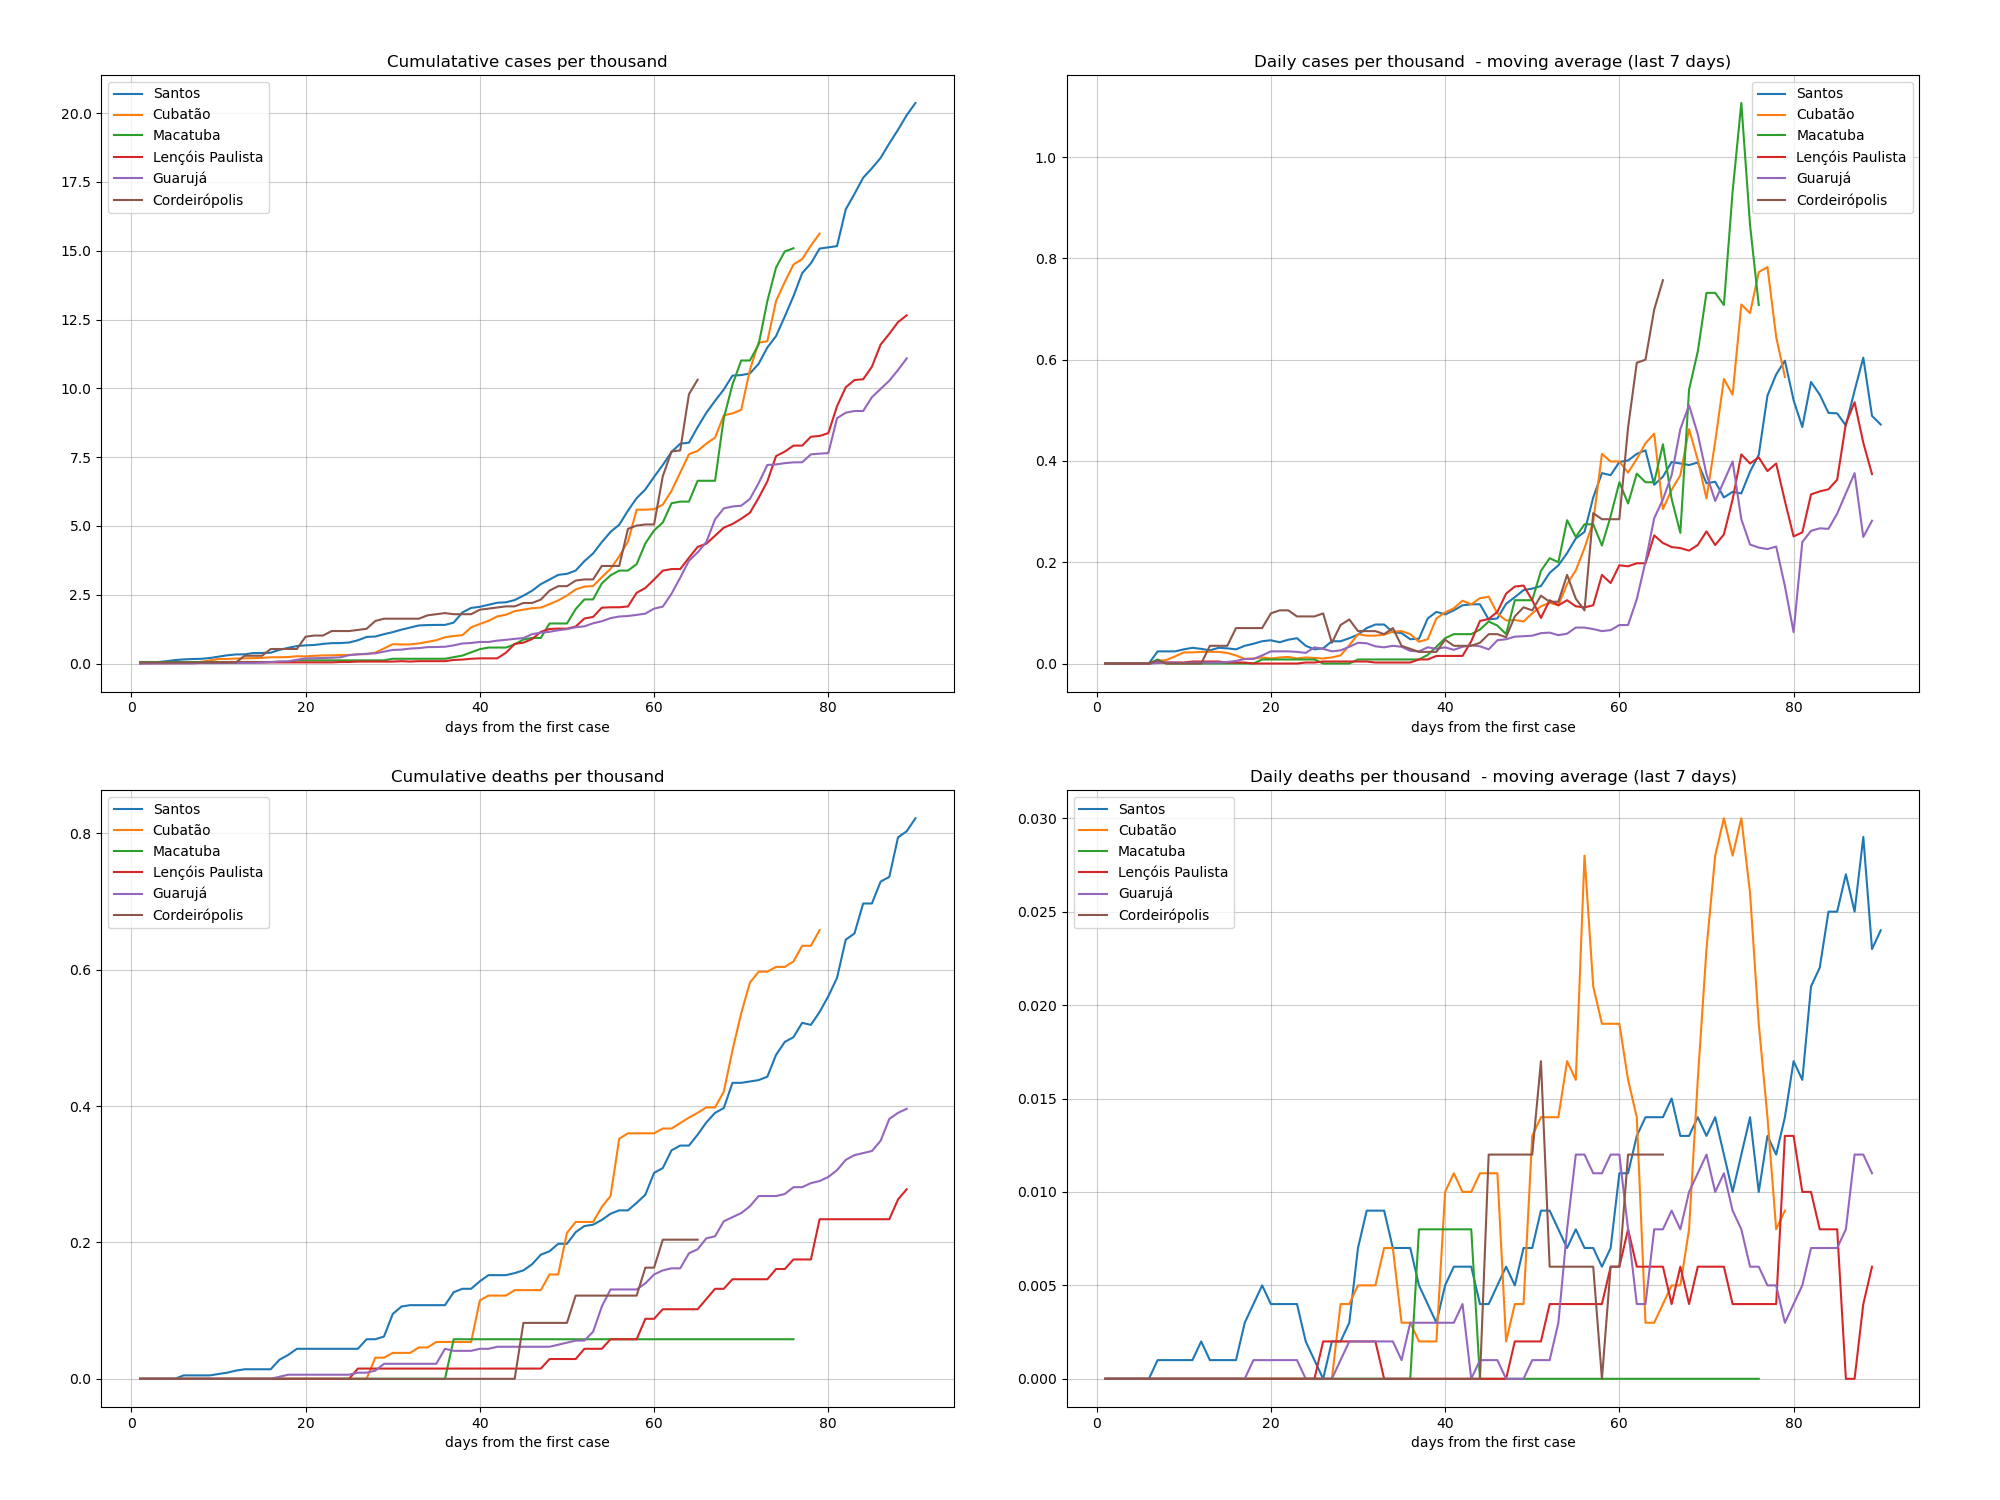 Cumulatative cases per thousand
Santos
Cubatão
Macatuba
Lençóis Paulista
Guarujá
Cordeirópolis
20.0
17.5
15.0
12.5
10.0
7.5
5.0
2.5
0.0
0 20 40 60 80
days from the first case
Daily cases per thousand  - moving average (last 7 days)
Santos
Cubatão
Macatuba
Lençóis Paulista
Guarujá
Cordeirópolis
1.0
0.8
0.6
0.4
0.2
0.0
0 20 40 60 80
days from the first case
Cumulative deaths per thousand
Santos
Cubatão
Macatuba
Lençóis Paulista
Guarujá
Cordeirópolis
0.8
0.6
0.4
0.2
0.0
0 20 40 60 80
days from the first case
Daily deaths per thousand  - moving average (last 7 days)
Santos
Cubatão
Macatuba
Lençóis Paulista
Guarujá
Cordeirópolis
0.030
0.025
0.020
0.015
0.010
0.005
0.000
0 20 40 60 80
days from the first case